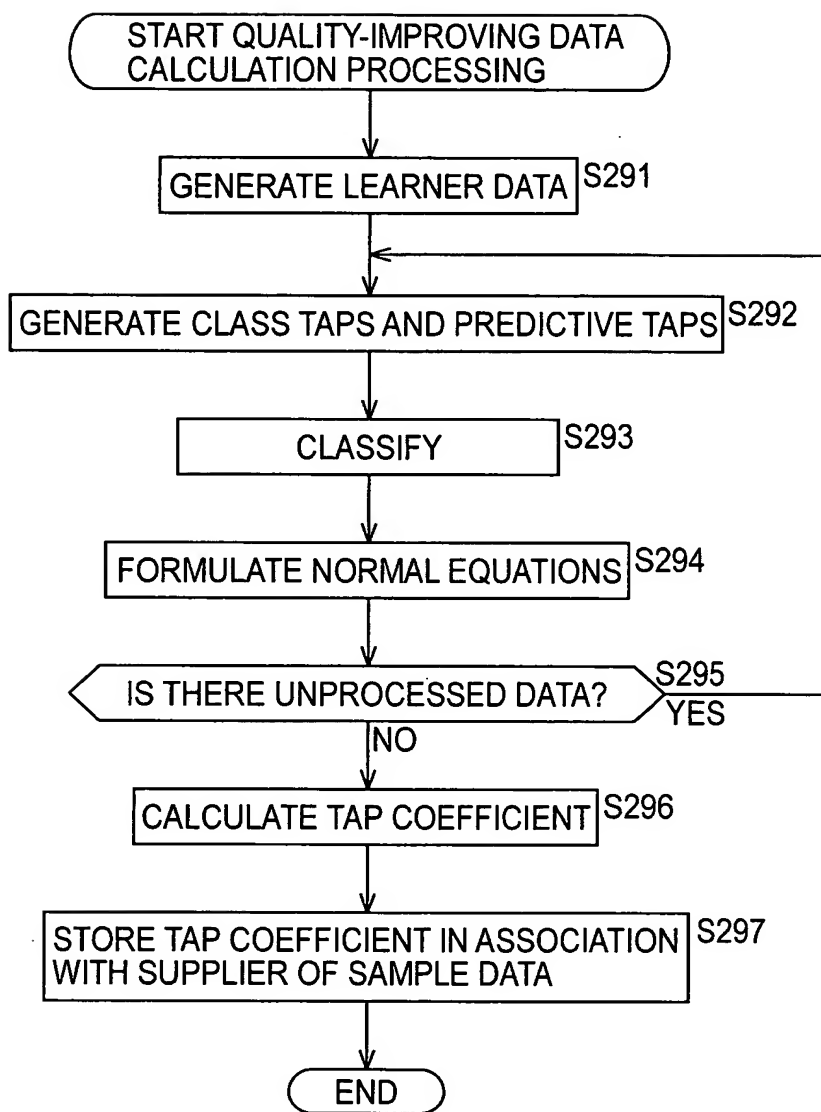 START QUALITY-IMPROVING DATA
CALCULATION PROCESSING
GENERATE LEARNER DATA
S291
GENERATE CLASS TAPS AND PREDICTIVE TAPS
S292
CLASSIFY
S293
FORMULATE NORMAL EQUATIONS
S294
IS THERE UNPROCESSED DATA?
S295
YES
NO
CALCULATE TAP COEFFICIENT
S296
STORE TAP COEFFICIENT IN ASSOCIATION
WITH SUPPLIER OF SAMPLE DATA
S297
END